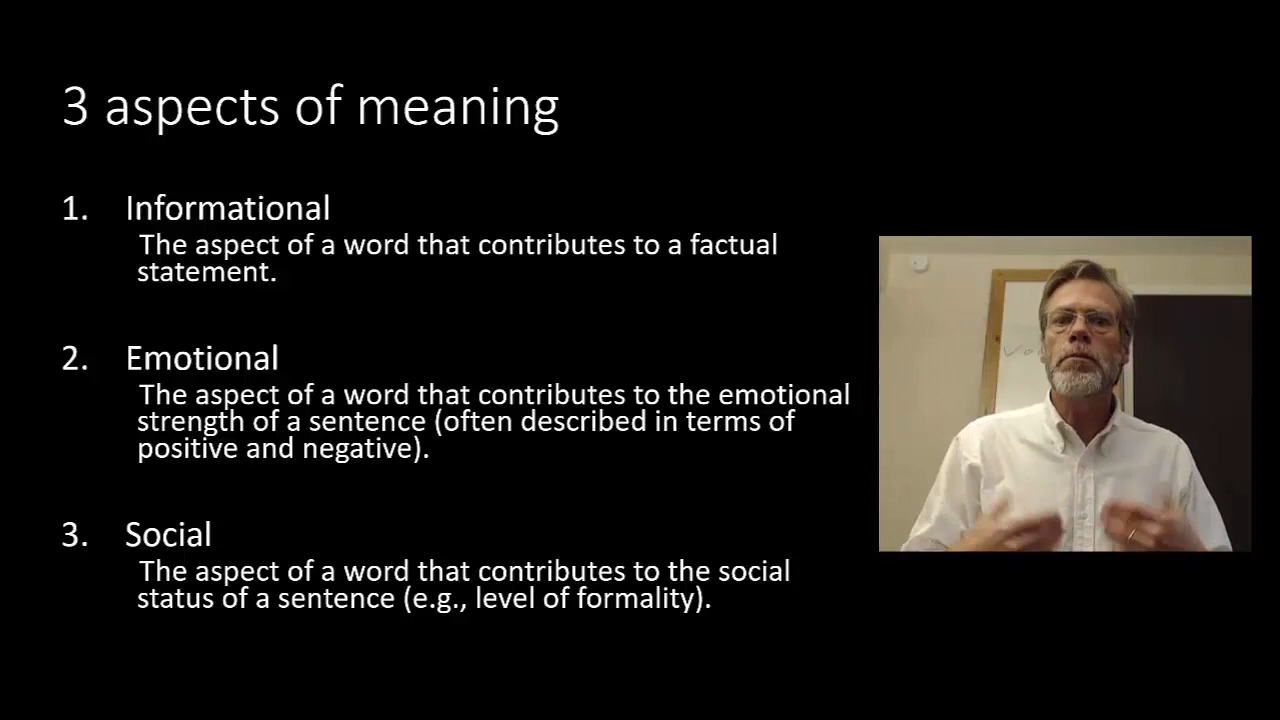 3 aspects of meaning
1. Informational
The aspect of a word that contributes to a factual
statement.
2. Emotional
The aspect of a word that contributes to the emotional
strength of a sentence (often described in terms of
positive and negative).
3. Social
The aspect of a word that contributes to the social
status of a sentence (e.g., level of formality).